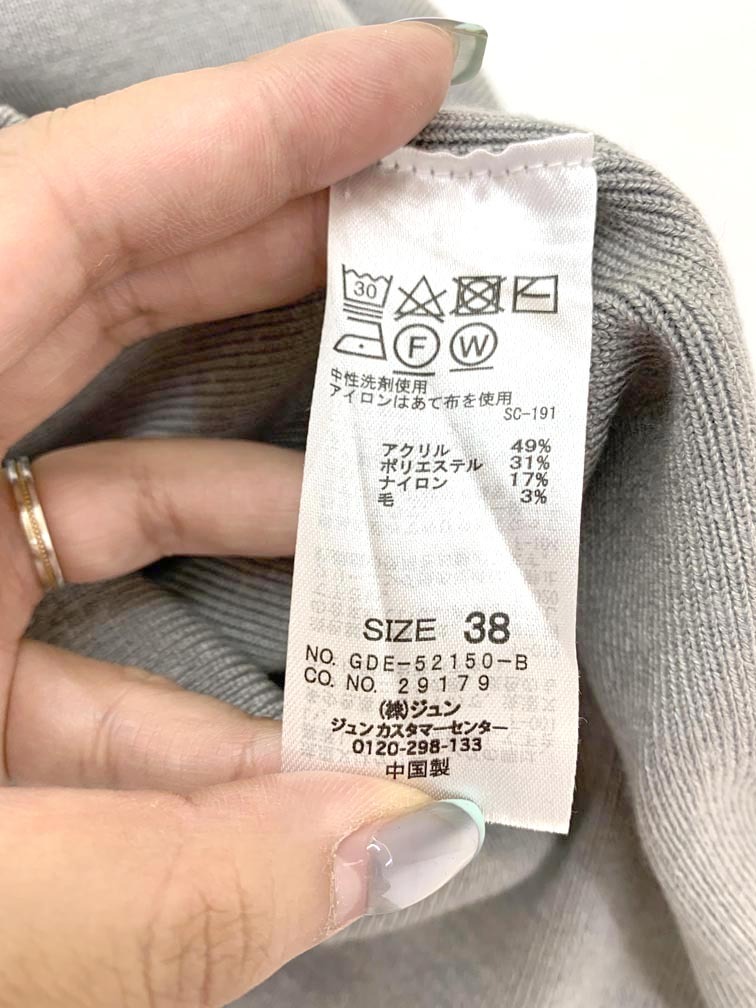 30
F W
中性洗剤使用
アイロンはあて布を使用
SC-191
アクリル 49%
ポリエステル 31%
ナイロン 17%
毛 3%
SIZE 38
NO. GDE-52150-B
CO. NO. 29179
(株)ジュン
ジュンカスタマーセンター
0120-298-133
中国製